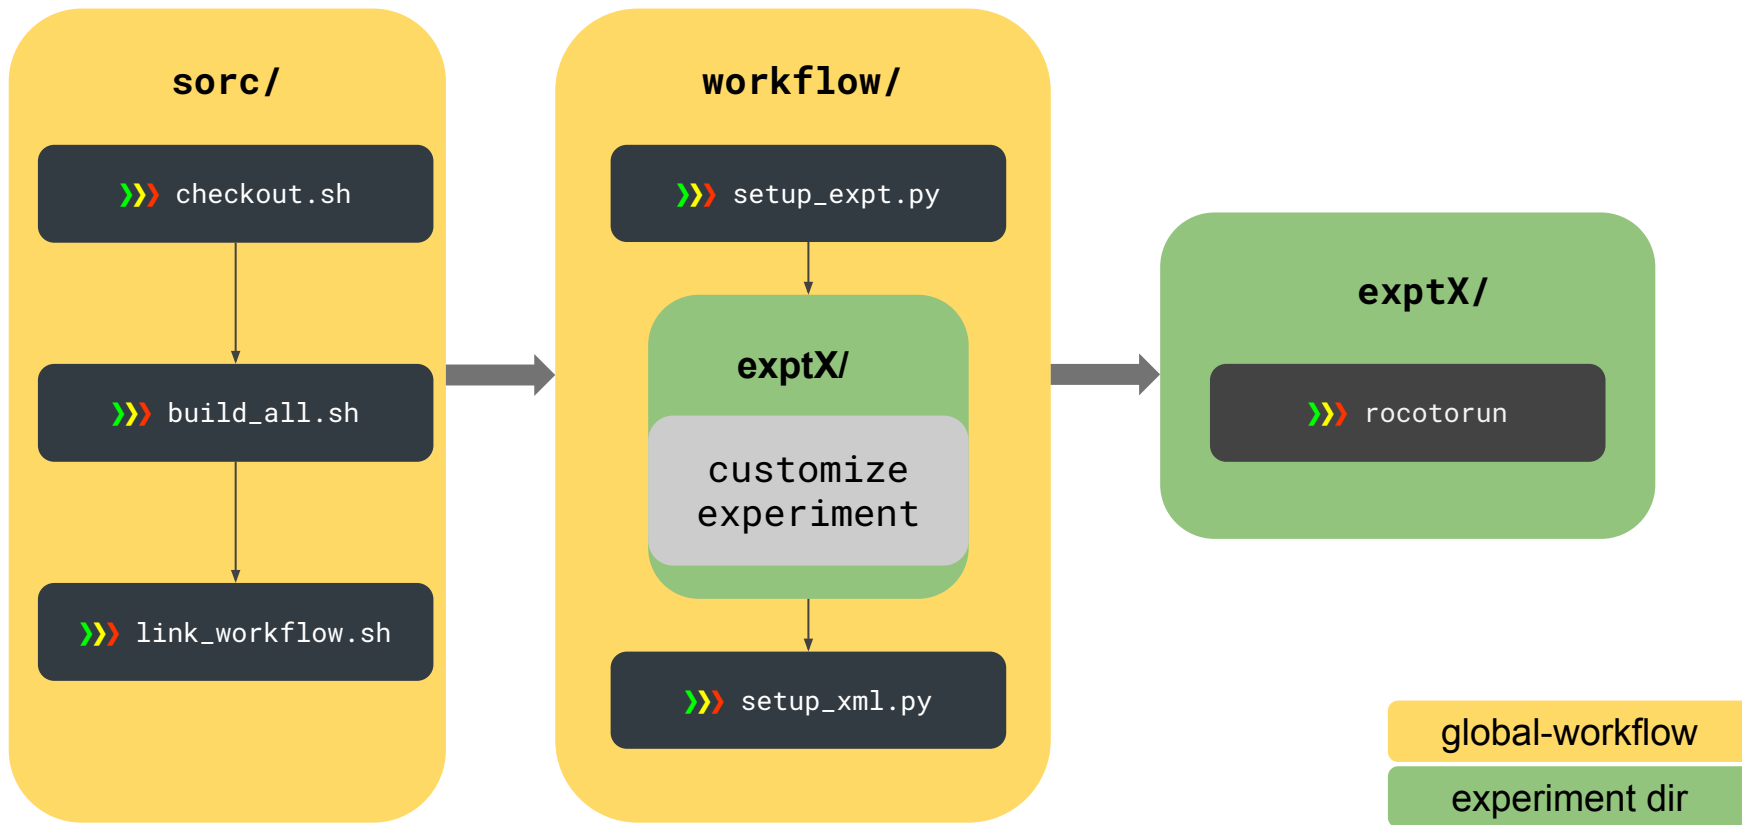 sorc/
❯❯❯ checkout.sh
❯❯❯ build_all.sh
❯❯❯ link_workflow.sh
workflow/
❯❯❯ setup_expt.py
exptX/
customize
experiment
❯❯❯ setup_xml.py
exptX/
❯❯❯ rocotorun
global-workflow
experiment dir